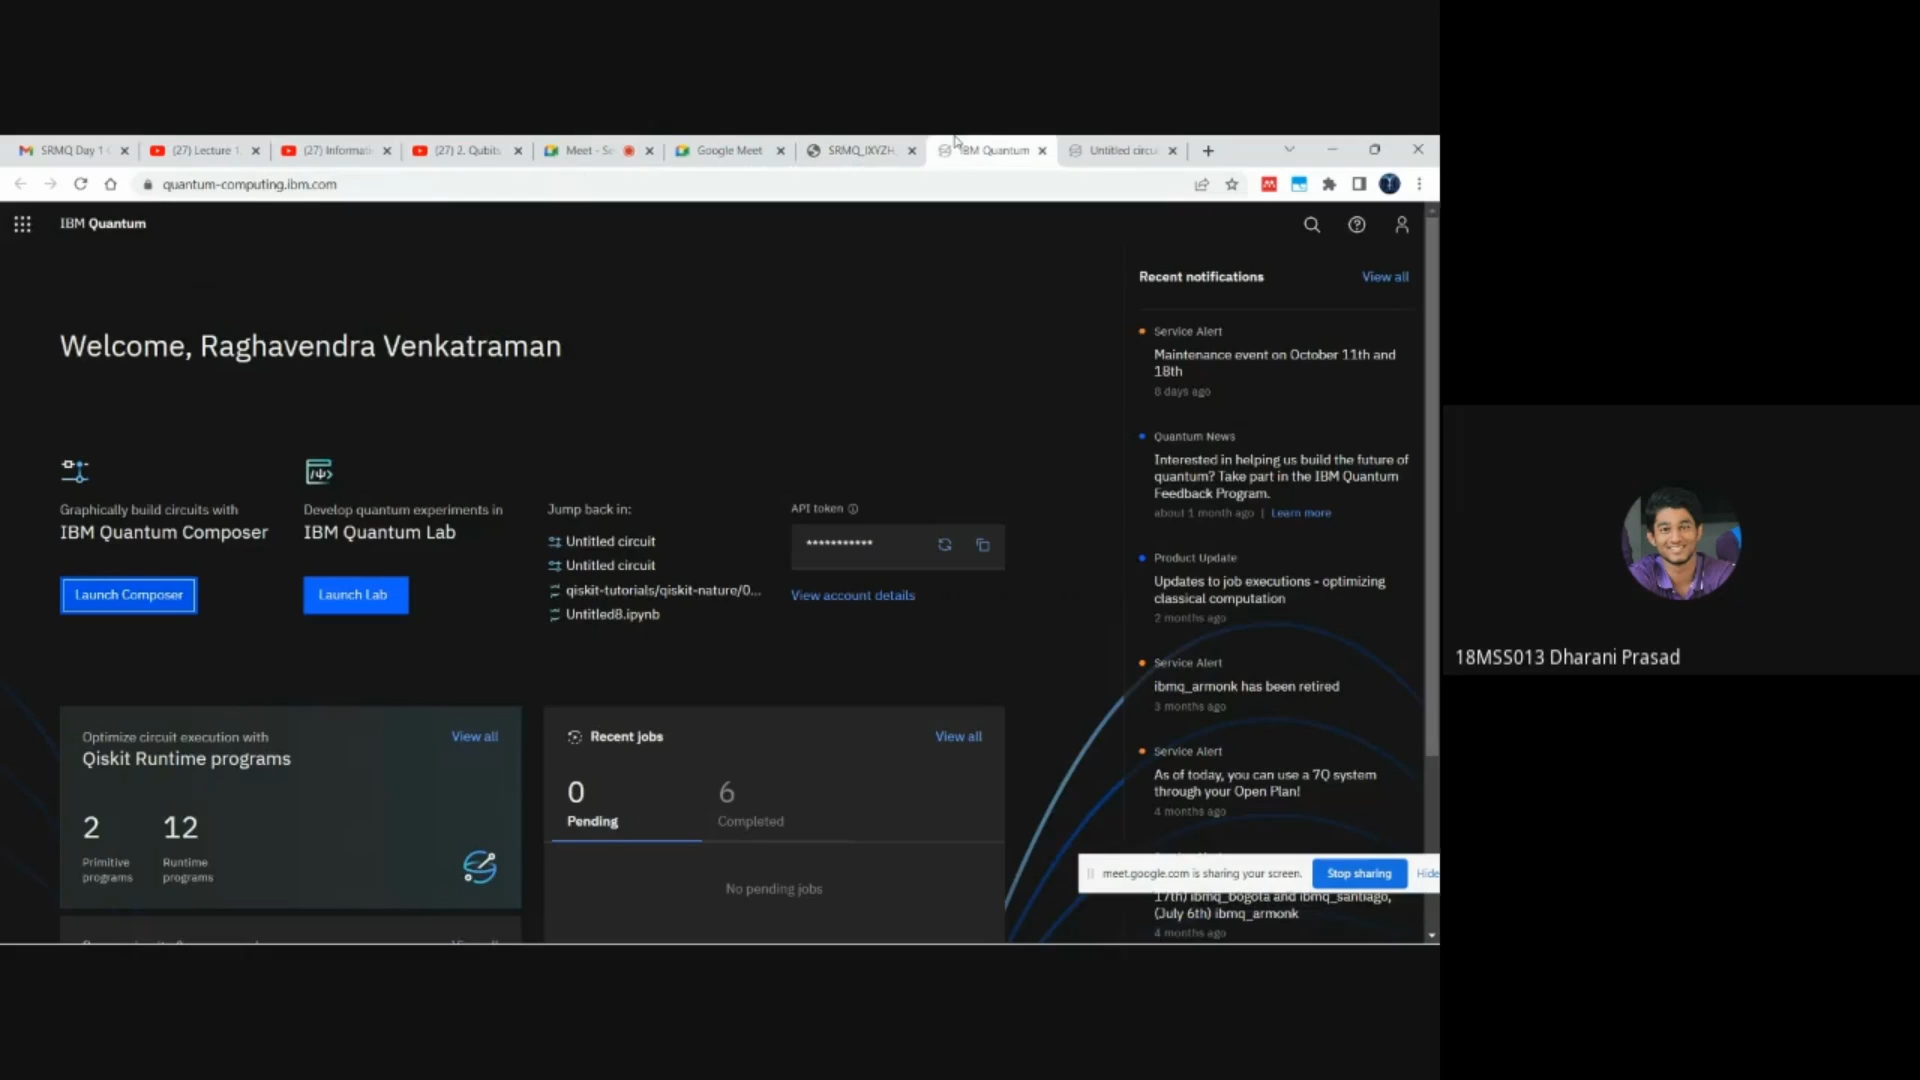 SRMQ Day 1
(27) Lecture 1.
(27) Informati
(27) 2. Qubits
Meet - Se
Google Meet
SRMQ_IXYZH_
IBM Quantum
Untitled circu
quantum-computing.ibm.com
IBM Quantum
Welcome, Raghavendra Venkatraman
Graphically build circuits with
IBM Quantum Composer
Launch Composer
Develop quantum experiments in
IBM Quantum Lab
Launch Lab
Jump back in:
Untitled circuit
Untitled circuit
qiskit-tutorials/qiskit-nature/0...
Untitled8.ipynb
API token
***********
View account details
Optimize circuit execution with
Qiskit Runtime programs
View all
2
Primitive
programs
12
Runtime
programs
Recent jobs
View all
0
Pending
6
Completed
No pending jobs
Recent notifications
View all
Service Alert
Maintenance event on October 11th and
18th
8 days ago
Quantum News
Interested in helping us build the future of
quantum? Take part in the IBM Quantum
Feedback Program.
about 1 month ago | Learn more
Product Update
Updates to job executions - optimizing
classical computation
2 months ago
Service Alert
ibmq_armonk has been retired
3 months ago
Service Alert
As of today, you can use a 7Q system
through your Open Plan!
4 months ago
meet.google.com is sharing your screen.
Stop sharing
Hide
17th) ibmq_bogota and ibmq_santiago,
(July 6th) ibmq_armonk
4 months ago
18MSS013 Dharani Prasad